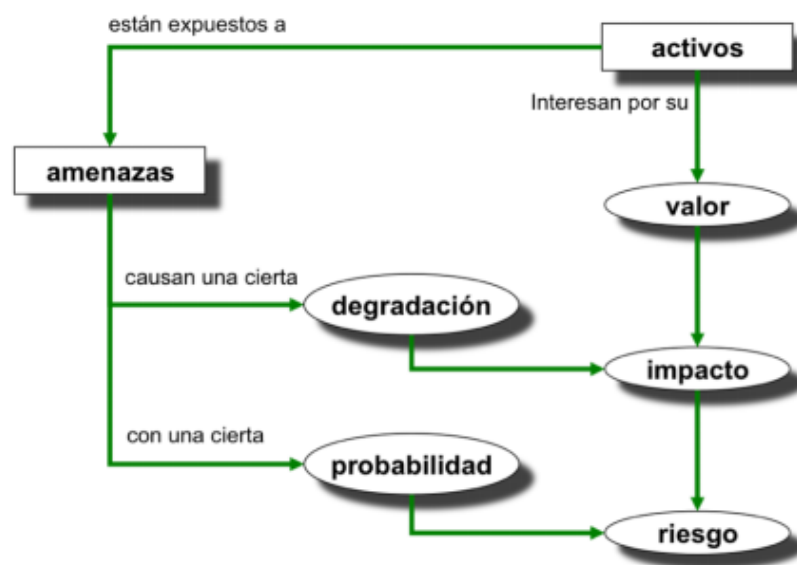 están expuestos a
activos
Interesan por su
amenazas
valor
causan una cierta
degradación
impacto
con una cierta
probabilidad
riesgo